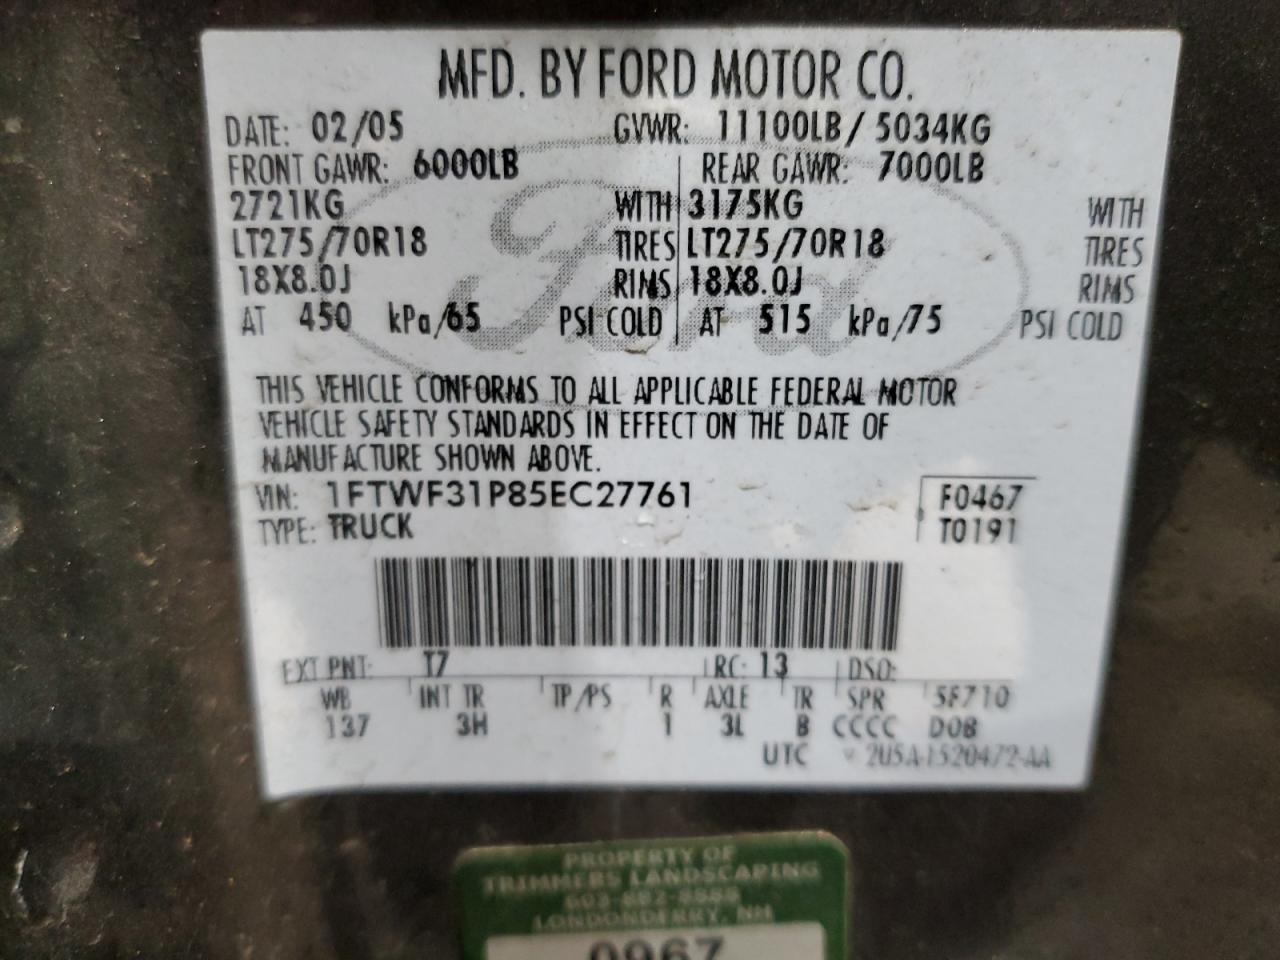 MFD. BY FORD MOTOR CO.
DATE: 02/05 GVWR: 11100LB/ 5034KG
FRONT GAWR: 6000LB REAR GAWR: 7000LB
2721KG WITH 3175KG WITH
LT275/70R18 TIRES LT275/70R18 TIRES
18X8.0J RIMS 18X8.0J RIMS
AT 450 kPa/65 PSI COLD AT 515 kPa/75 PSI COLD
Ford
THIS VEHICLE CONFORMS TO ALL APPLICABLE FEDERAL MOTOR
VEHICLE SAFETY STANDARDS IN EFFECT ON THE DATE OF
MANUFACTURE SHOWN ABOVE.
VIN: 1FTWF31P85EC27761 F0467
TYPE: TRUCK T0191
EXT PNT: T7 RC: 13 DSO:
WB INT TR TP/PS R AXLE TR SPR 5F710
137 3H 1 3L B CCCC DOB
UTC 2U5A-1520472-AA
PROPERTY OF
TRIMMERS LANDSCAPING
LONDONDERRY, NH
0967